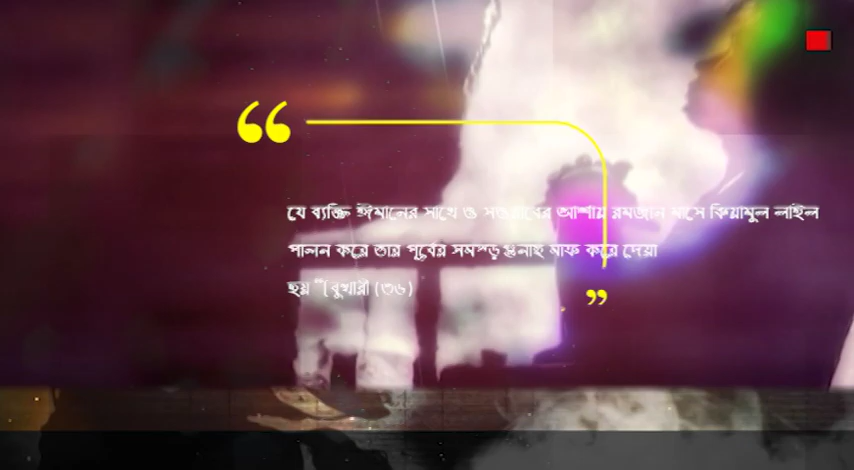 “
যে ব্যক্তি ঈমানের সাথে ও সওয়াবের আশায় রমজান মাসে কিয়ামুল লাইল
পালন করে তার পূর্বের সমস্ত গুনাহ মাফ করে দেয়া
হয় “[বুখারী (৩৬)
”